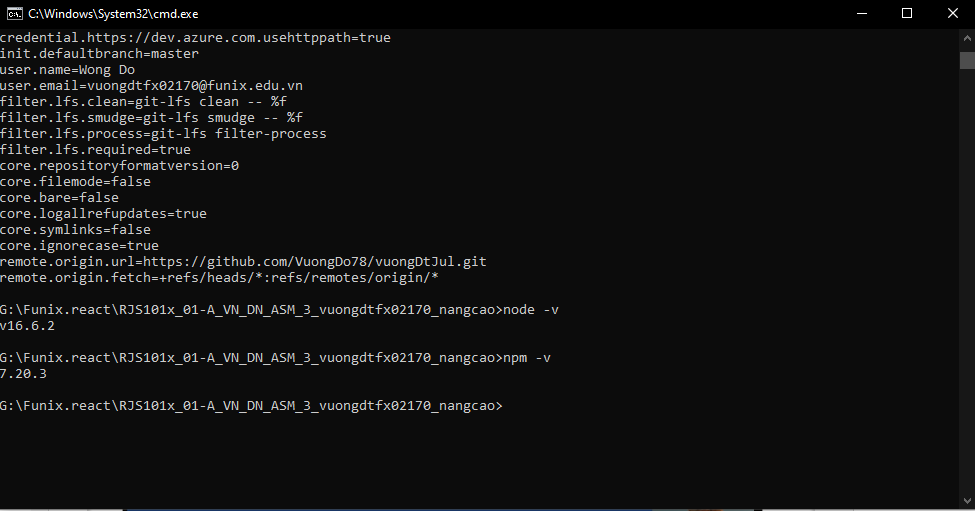 C:\Windows\System32\cmd.exe
credential.https://dev.azure.com.usehttppath=true
init.defaultbranch=master
user.name=Wong Do
user.email=vuongdtfx02170@funix.edu.vn
filter.lfs.clean=git-lfs clean -- %f
filter.lfs.smudge=git-lfs smudge -- %f
filter.lfs.process=git-lfs filter-process
filter.lfs.required=true
core.repositoryformatversion=0
core.filemode=false
core.bare=false
core.logallrefupdates=true
core.symlinks=false
core.ignorecase=true
remote.origin.url=https://github.com/VuongDo78/vuongDtJul.git
remote.origin.fetch=+refs/heads/*:refs/remotes/origin/*
G:\Funix.react\RJS101x_01-A_VN_DN_ASM_3_vuongdtfx02170_nangcao>node -v
v16.6.2
G:\Funix.react\RJS101x_01-A_VN_DN_ASM_3_vuongdtfx02170_nangcao>npm -v
7.20.3
G:\Funix.react\RJS101x_01-A_VN_DN_ASM_3_vuongdtfx02170_nangcao>